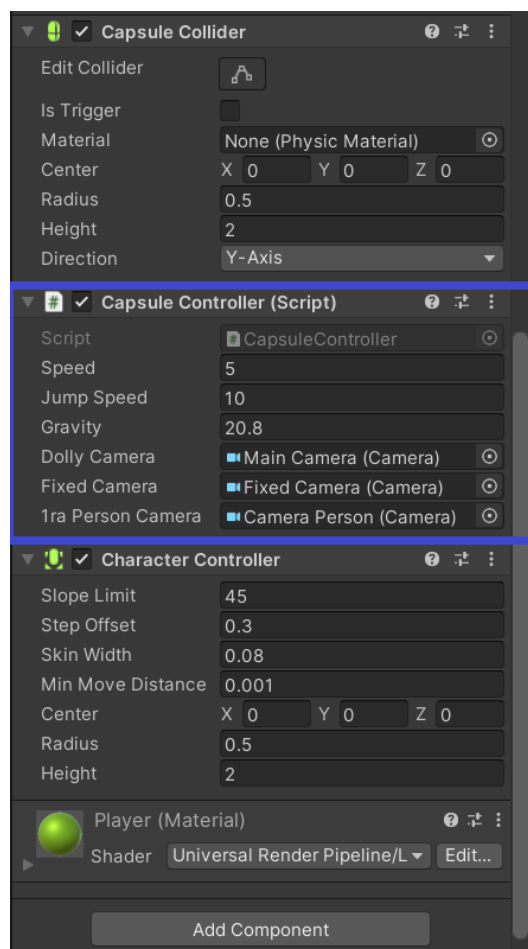 Capsule Collider
Edit Collider
Is Trigger
Material None (Physic Material)
Center X 0 Y 0 Z 0
Radius 0.5
Height 2
Direction Y-Axis
# Capsule Controller (Script)
Script # CapsuleController
Speed 5
Jump Speed 10
Gravity 20.8
Dolly Camera Main Camera (Camera)
Fixed Camera Fixed Camera (Camera)
1ra Person Camera Camera Person (Camera)
Character Controller
Slope Limit 45
Step Offset 0.3
Skin Width 0.08
Min Move Distance 0.001
Center X 0 Y 0 Z 0
Radius 0.5
Height 2
Player (Material)
Shader Universal Render Pipeline/L Edit...
Add Component